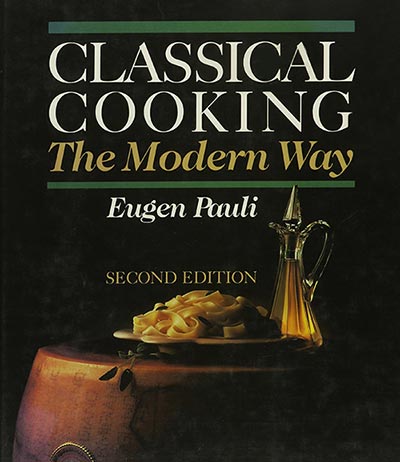 CLASSICAL
COOKING
The Modern Way
Eugen Pauli
SECOND EDITION